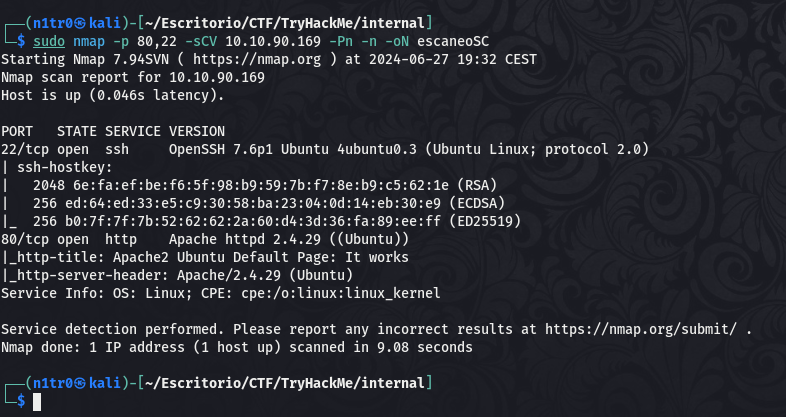 ┌──(n1tr0㉿kali)-[~/Escritorio/CTF/TryHackMe/internal]
└─$ sudo nmap -p 80,22 -sCV 10.10.90.169 -Pn -n -oN escaneoSC
Starting Nmap 7.94SVN ( https://nmap.org ) at 2024-06-27 19:32 CEST
Nmap scan report for 10.10.90.169
Host is up (0.046s latency).

PORT   STATE SERVICE VERSION
22/tcp open  ssh     OpenSSH 7.6p1 Ubuntu 4ubuntu0.3 (Ubuntu Linux; protocol 2.0)
| ssh-hostkey:
|   2048 6e:fa:ef:be:f6:5f:98:b9:59:7b:f7:8e:b9:c5:62:1e (RSA)
|   256 ed:64:ed:33:e5:c9:30:58:ba:23:04:0d:14:eb:30:e9 (ECDSA)
|_  256 b0:7f:7f:7b:52:62:62:2a:60:d4:3d:36:fa:89:ee:ff (ED25519)
80/tcp open  http    Apache httpd 2.4.29 ((Ubuntu))
|_http-title: Apache2 Ubuntu Default Page: It works
|_http-server-header: Apache/2.4.29 (Ubuntu)
Service Info: OS: Linux; CPE: cpe:/o:linux:linux_kernel

Service detection performed. Please report any incorrect results at https://nmap.org/submit/ .
Nmap done: 1 IP address (1 host up) scanned in 9.08 seconds

┌──(n1tr0㉿kali)-[~/Escritorio/CTF/TryHackMe/internal]
└─$